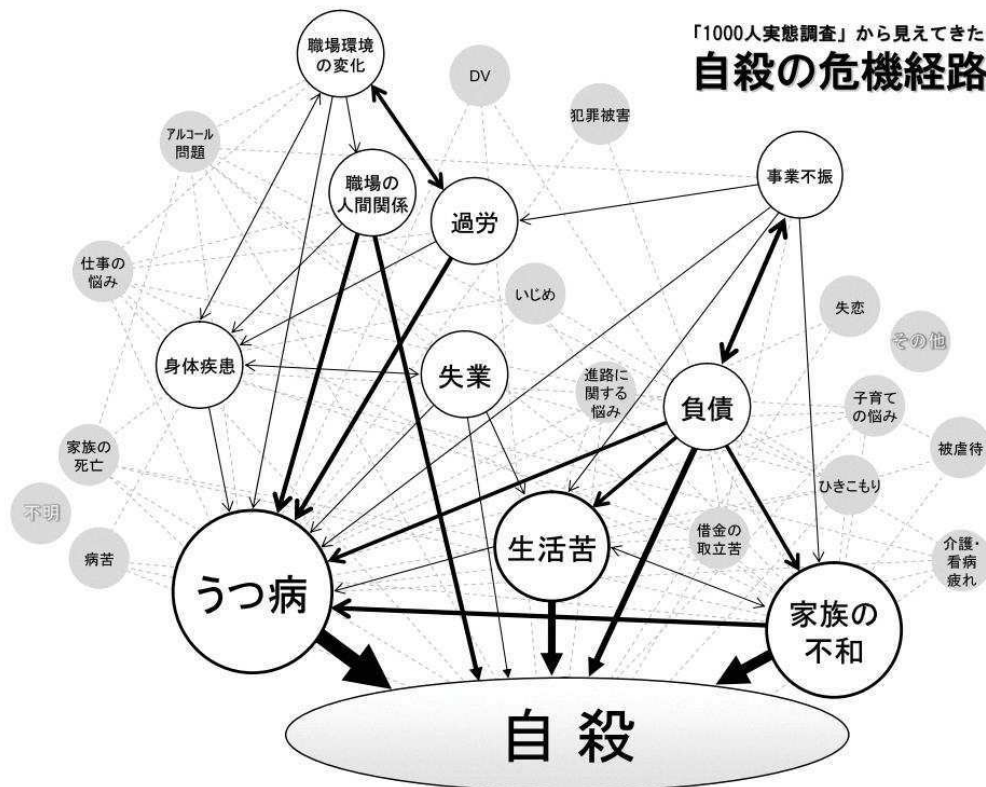 「1000人実態調査」から見えてきた
自殺の危機経路
職場環境
の変化
DV
犯罪被害
アルコール
問題
職場の
人間関係
過労
事業不振
仕事の
悩み
いじめ
失恋
その他
身体疾患
失業
進路に
関する
悩み
負債
子育て
の悩み
家族の
死亡
被虐待
ひきこもり
不明
病苦
生活苦
借金の
取立苦
介護・
看病
疲れ
うつ病
家族の
不和
自殺